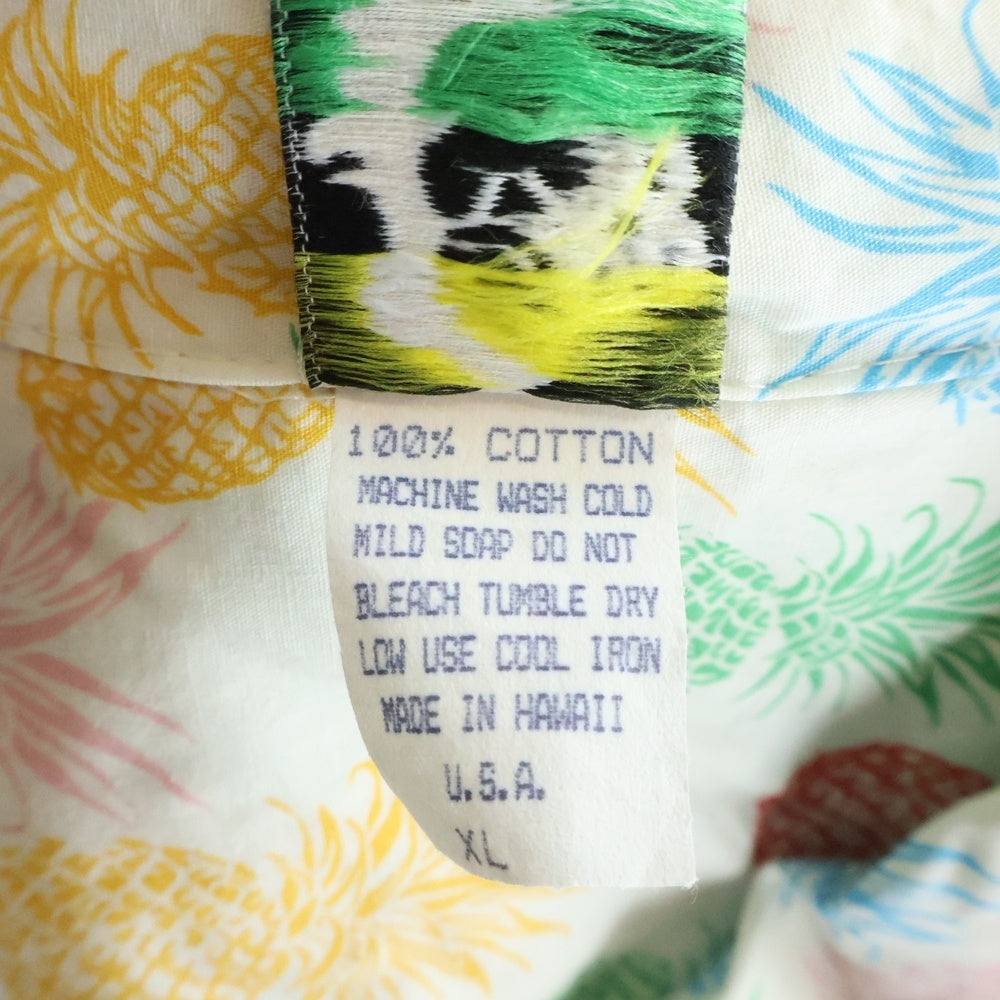 100% COTTON
MACHINE WASH COLD
MILD SOAP DO NOT
BLEACH TUMBLE DRY
LOW USE COOL IRON
MADE IN HAWAII
U.S.A.
XL